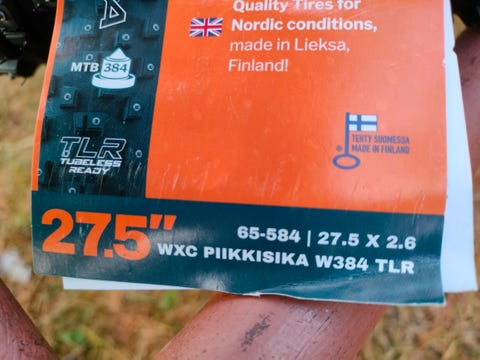 Quality Tires for
Nordic conditions,
made in Lieksa,
Finland!
MTB 384
TEHTY SUOMESSA
MADE IN FINLAND
TLR
TUBELESS
READY
27.5"
65-584 | 27.5 X 2.6
WXC PIIKKISIKA W384 TLR